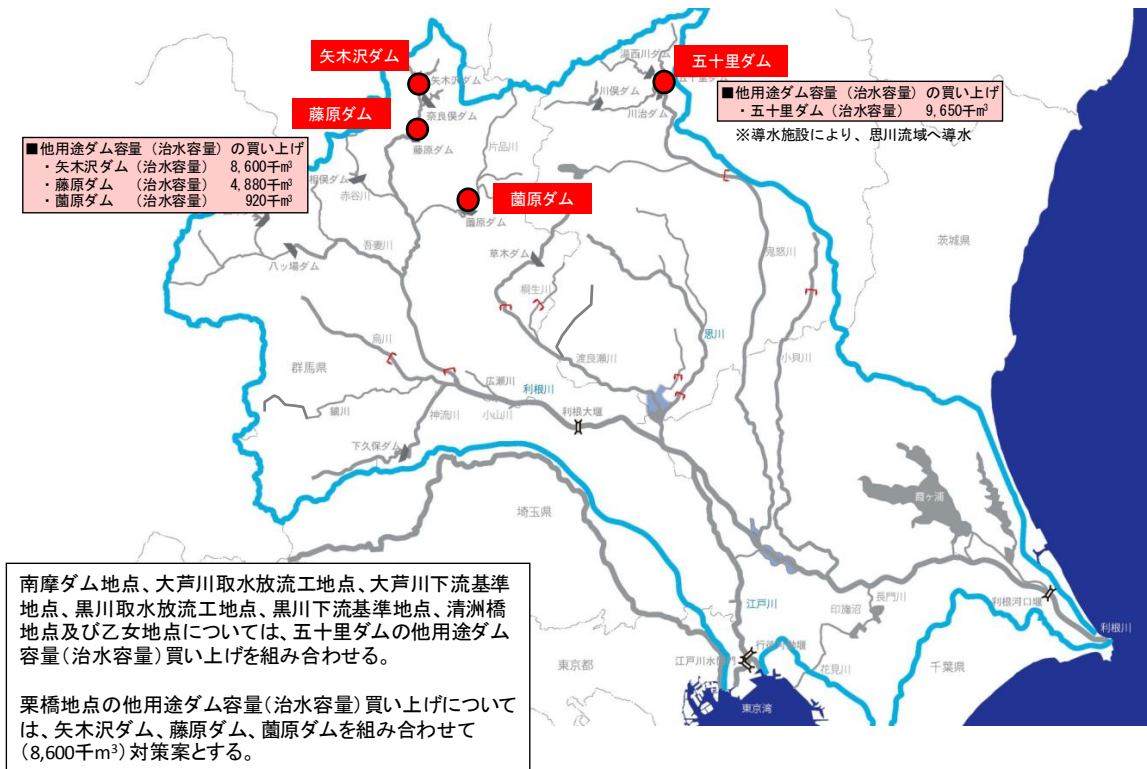 矢木沢ダム
藤原ダム
五十里ダム
薗原ダム
■他用途ダム容量（治水容量）の買い上げ
・矢木沢ダム（治水容量） 8,600千m³
・藤原ダム （治水容量） 4,880千m³
・薗原ダム （治水容量） 920千m³
■他用途ダム容量（治水容量）の買い上げ
・五十里ダム（治水容量） 9,650千m³
※導水施設により、思川流域へ導水
湯西川ダム
川俣ダム
川治ダム
矢木沢ダム
奈良俣ダム
藤原ダム
片品川
相俣ダム
赤谷川
薗原ダム
吾妻川
八ッ場ダム
草木ダム
桐生川
鬼怒川
茨城県
思川
小貝川
渡良瀬川
烏川
群馬県
広瀬川
利根川
鏑川
神流川
小山川
利根大堰
下久保ダム
埼玉県
霞ヶ浦
江戸川
印旛沼
長門川
利根河口堰
利根川
行徳可動堰
江戸川水閘門
東京都
花見川
千葉県
東京湾
南摩ダム地点、大芦川取水放流工地点、大芦川下流基準
地点、黒川取水放流工地点、黒川下流基準地点、清洲橋
地点及び乙女地点については、五十里ダムの他用途ダム
容量（治水容量）買い上げを組み合わせる。
栗橋地点の他用途ダム容量（治水容量）買い上げについて
は、矢木沢ダム、藤原ダム、薗原ダムを組み合わせて
（8,600千m³）対策案とする。